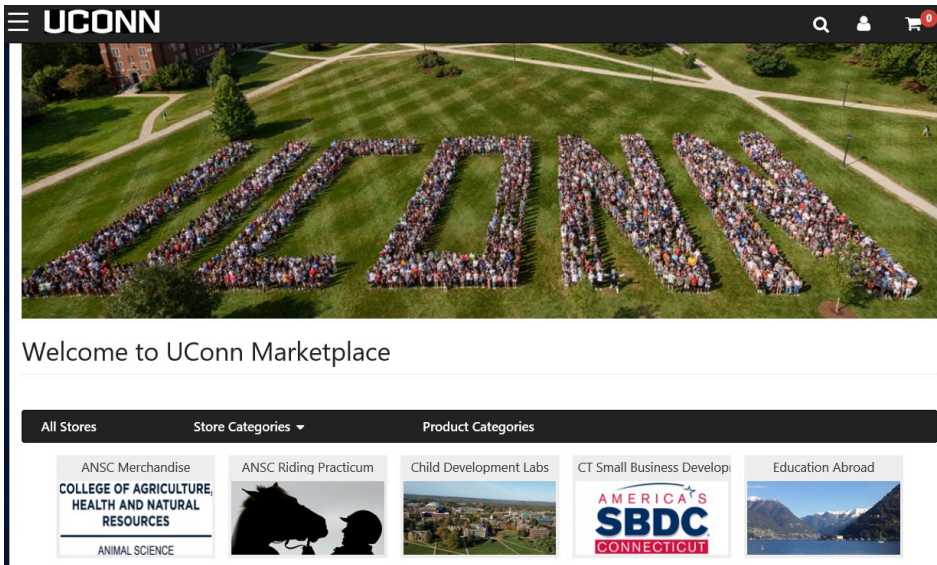 UCONN
0
UCONN
Welcome to UConn Marketplace
All Stores Store Categories Product Categories
ANSC Merchandise
COLLEGE OF AGRICULTURE,
HEALTH AND NATURAL
RESOURCES
ANIMAL SCIENCE
ANSC Riding Practicum
Child Development Labs
CT Small Business Develop
AMERICA'S
SBDC
CONNECTICUT
Education Abroad